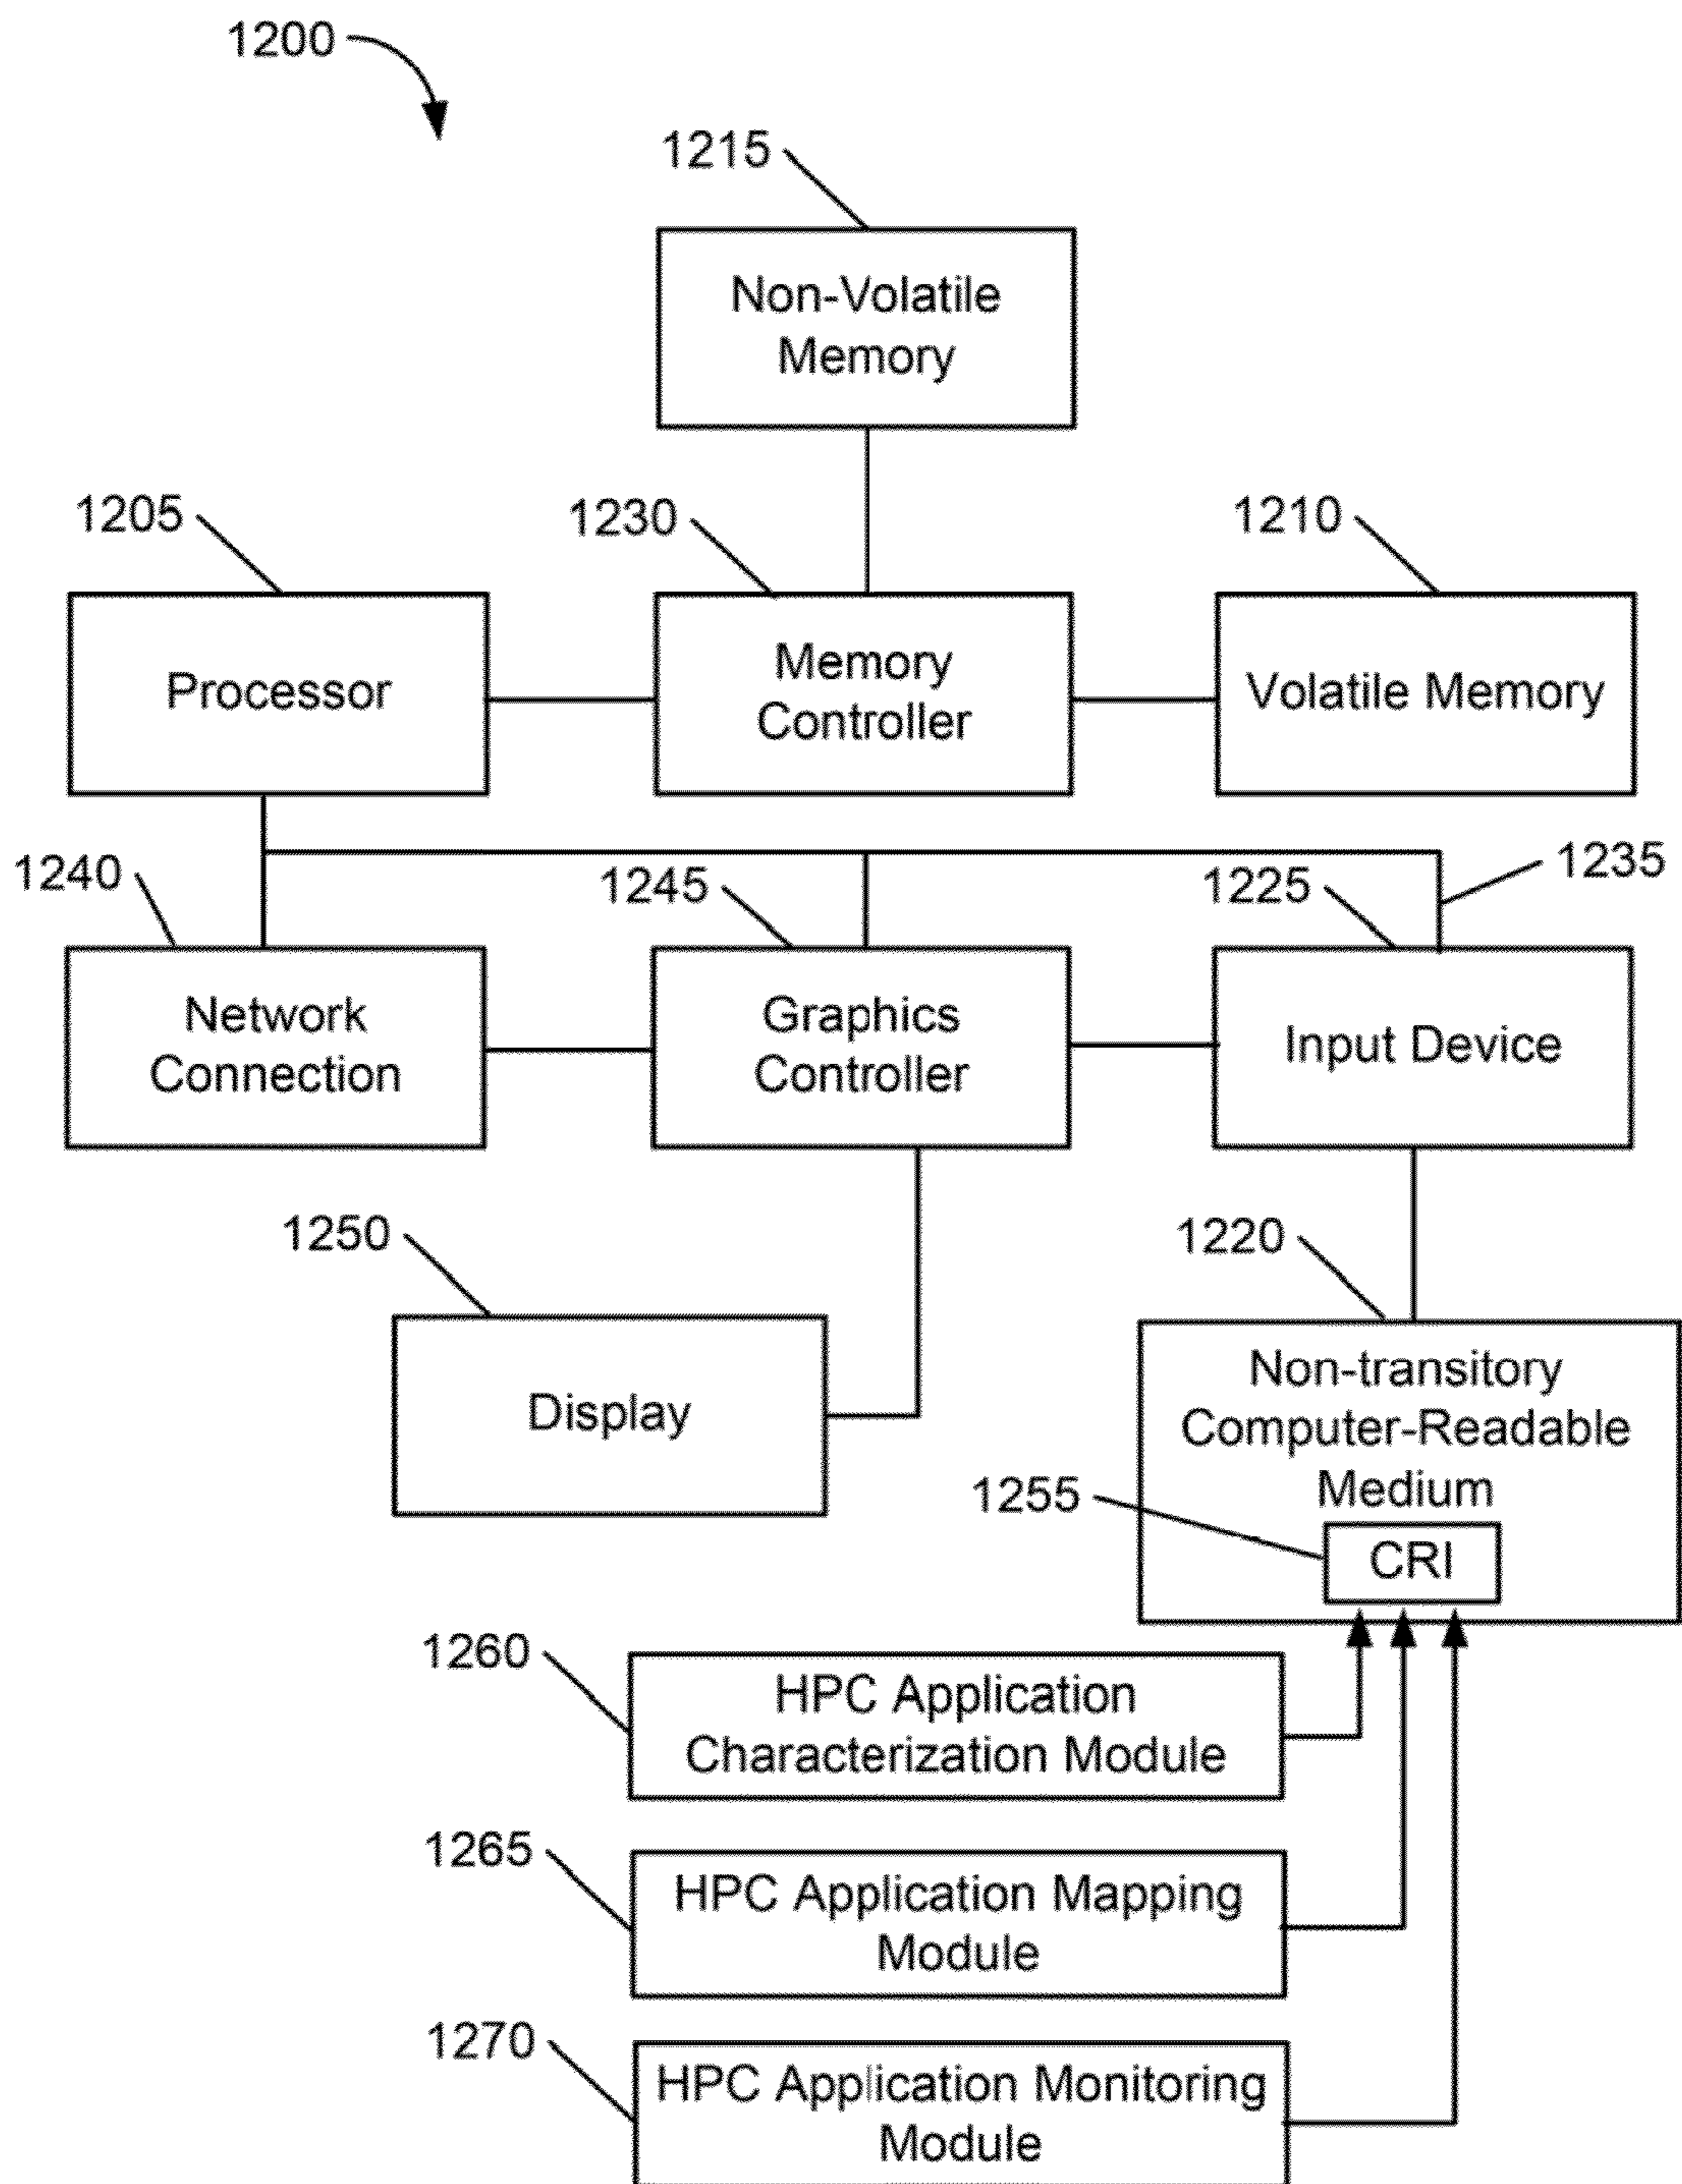 1200
1215
Non-Volatile
Memory
1205
1230
1210
Processor
Memory
Controller
Volatile Memory
1240
1245
1225
1235
Network
Connection
Graphics
Controller
Input Device
1250
1220
Display
Non-transitory
Computer-Readable
Medium
1255
CRI
1260
HPC Application
Characterization Module
1265
HPC Application Mapping
Module
1270
HPC Application Monitoring
Module